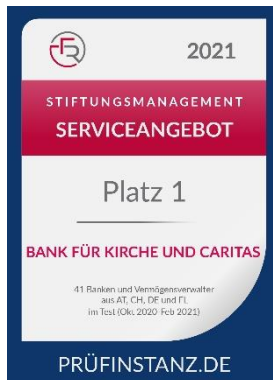 2021
STIFTUNGSMANAGEMENT
SERVICEANGEBOT
Platz 1
BANK FÜR KIRCHE UND CARITAS
41 Banken und Vermögensverwalter
aus AT, CH, DE und FL
im Test (Okt. 2020-Feb 2021)
PRÜFINSTANZ.DE